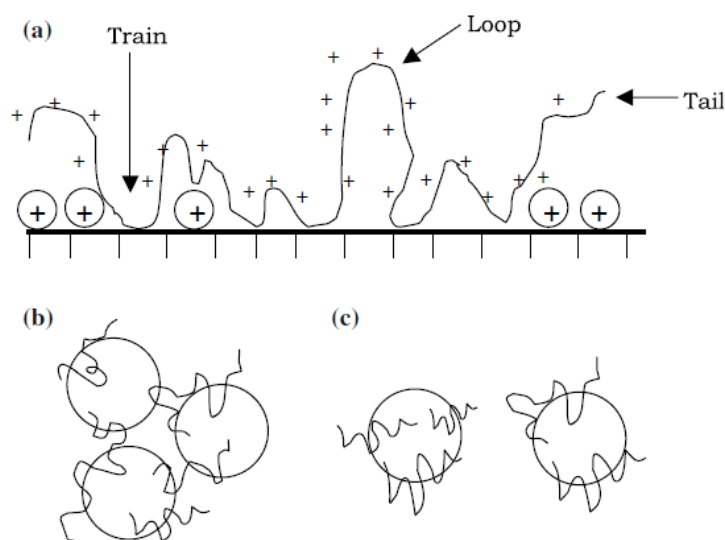 (a)
Train
Loop
Tail
+ + + + + + + + + + + + + + + + + + + + + + + +
+ + + + +
(b)
(c)